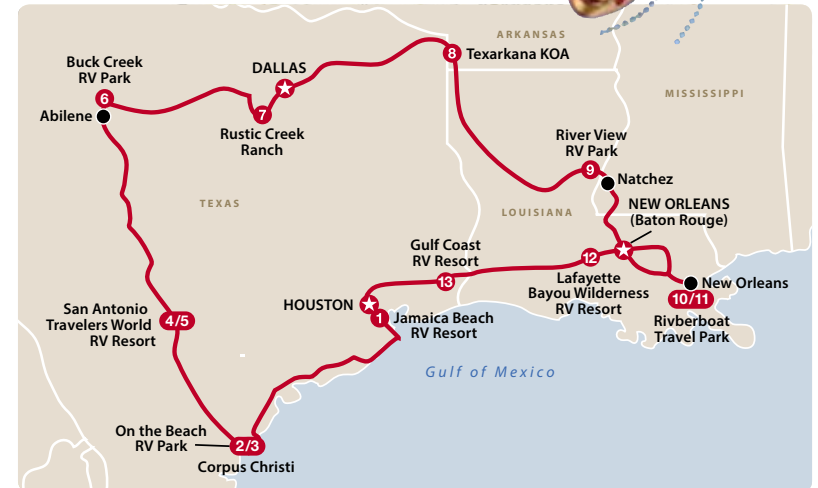 ARKANSAS
Buck Creek
RV Park
6
Abilene
DALLAS
7
Rustic Creek
Ranch
8 Texarkana KOA
MISSISSIPPI
River View
RV Park
9
Natchez
TEXAS
LOUISIANA
NEW ORLEANS
(Baton Rouge)
Gulf Coast
RV Resort
13
12
Lafayette
Bayou Wilderness
RV Resort
New Orleans
10/11
Rivberboat
Travel Park
HOUSTON
1 Jamaica Beach
RV Resort
San Antonio
Travelers World
RV Resort
4/5
Gulf of Mexico
On the Beach
RV Park
2/3
Corpus Christi